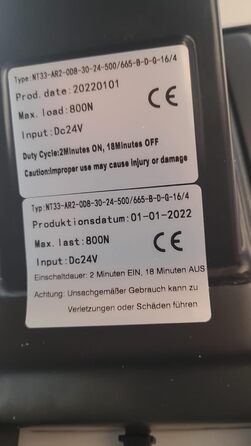 Type: NT33-AR2-0D8-30-24-500/665-B-D-G-16/4
Prod. date: 20220101
Max. load: 800N
Input: Dc24V
CE
Duty Cycle:2Minutes ON, 18Minutes OFF
Caution:improper use may cause injury or damage
Typ: NT33-AR2-0D8-30-24-500/665-B-D-G-16/4
Produktionsdatum: 01-01-2022
Max. last: 800N
Input: Dc24V
CE
Einschaltdauer: 2 Minuten EIN, 18 Minuten AUS
Achtung: Unsachgemäßer Gebrauch kann zu
Verletzungen oder Schäden führen